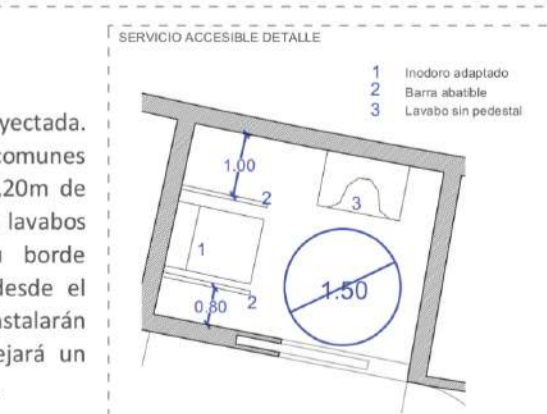 yectada.
comunes
,20m de
lavabos
borde
desde el
nstalarán
ejará un
SERVICIO ACCESIBLE DETALLE
1 Inodoro adaptado
2 Barra abatible
3 Lavabo sin pedestal
1.00
2
3
1
1.50
0.80
2